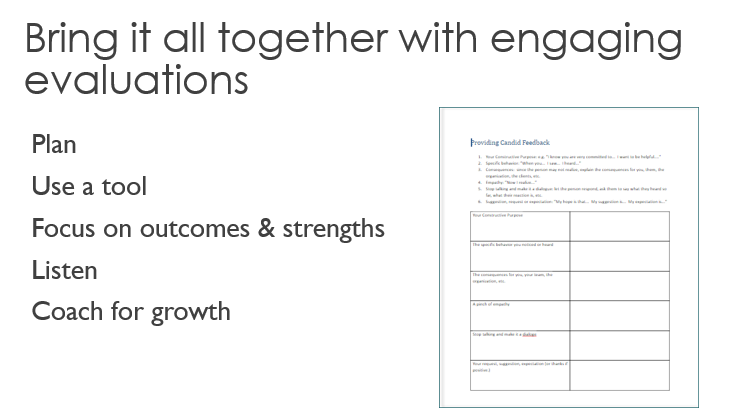 Bring it all together with engaging
evaluations
Plan
Use a tool
Focus on outcomes & strengths
Listen
Coach for growth
Providing Candid Feedback
1. Your Constructive Purpose: e.g. "I know you are very committed to... I want to be helpful...."
2. Specific behavior: "When you... I saw... I heard..."
3. Consequences: since the person may not realize, explain the consequences for you, them, the
organization, the clients, etc.
4. Empathy: "Now I realize..."
5. Stop talking and make it a dialogue: let the person respond, ask them to say what they heard so
far, what their reaction is, etc.
6. Suggestion, request or expectation: "My hope is that... My suggestion is... My expectation is..."
Your Constructive Purpose
The specific behavior you noticed or heard
The consequences for you, your team, the
organization, etc.
A pinch of empathy
Stop talking and make it a dialogue
Your request, suggestion, expectation (or thanks if
positive)